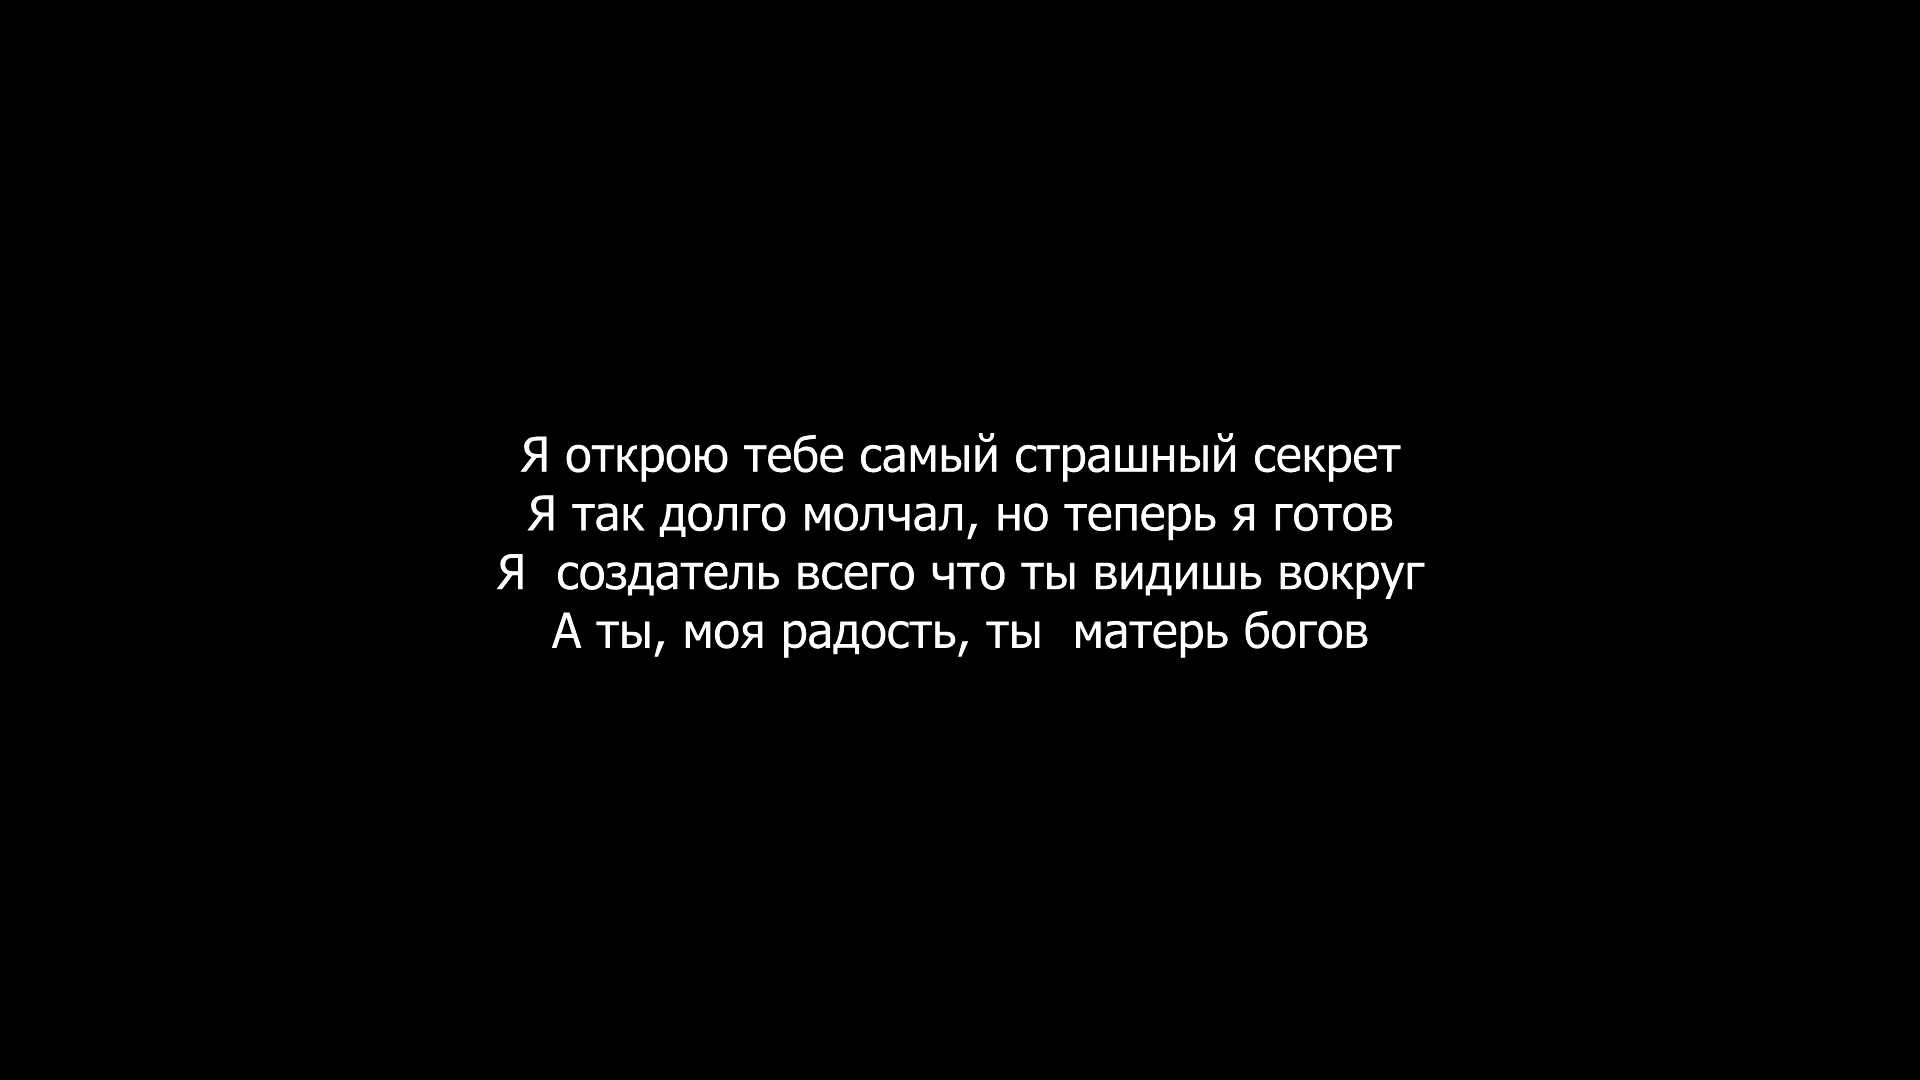 Я открою тебе самый страшный секрет
Я так долго молчал, но теперь я готов
Я  создатель всего что ты видишь вокруг
А ты, моя радость, ты  матерь богов